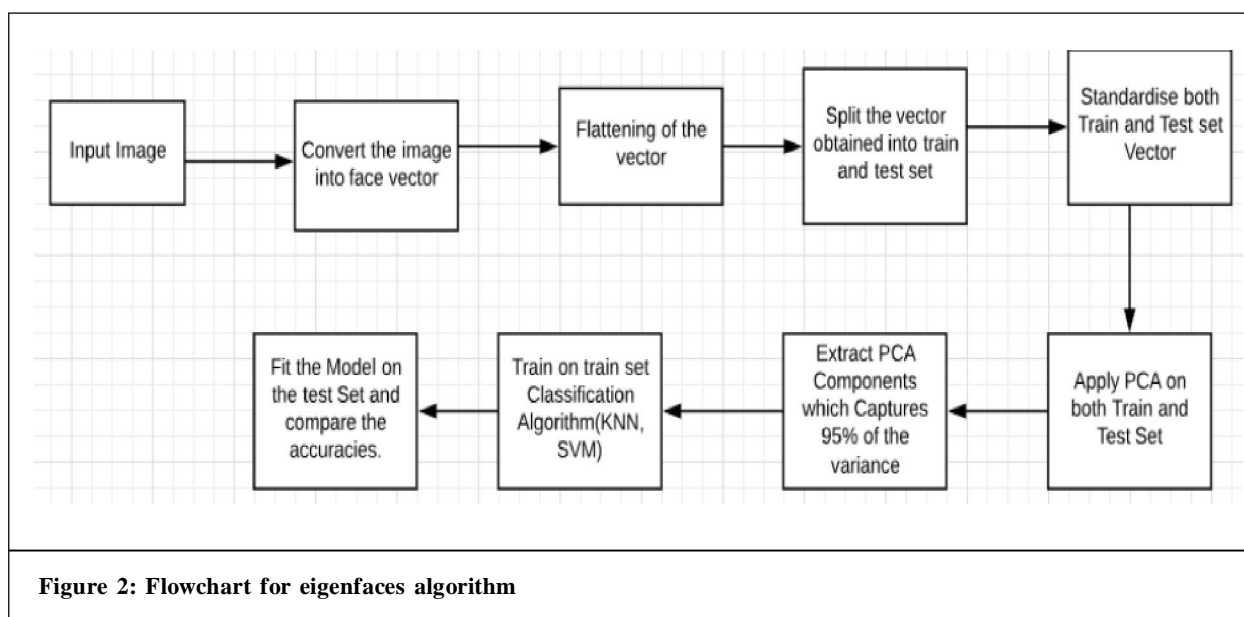 Input Image
Convert the image
into face vector
Flattening of the
vector
Split the vector
obtained into train
and test set
Standardise both
Train and Test set
Vector
Apply PCA on
both Train and
Test Set
Extract PCA
Components
which Captures
95% of the
variance
Train on train set
Classification
Algorithm(KNN,
SVM)
Fit the Model on
the test Set and
compare the
accuracies.
Figure 2: Flowchart for eigenfaces algorithm